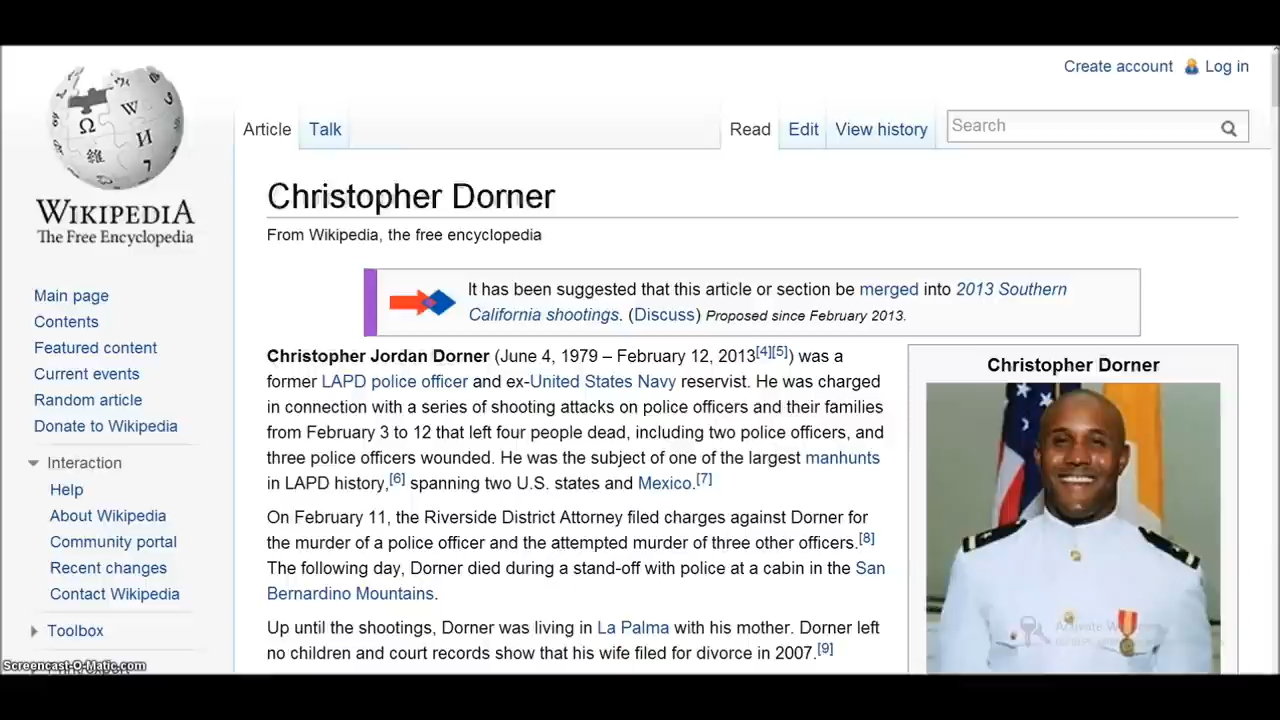 Create account Log in
Article Talk Read Edit View history Search
WIKIPEDIA
The Free Encyclopedia
Main page
Contents
Featured content
Current events
Random article
Donate to Wikipedia
Interaction
Help
About Wikipedia
Community portal
Recent changes
Contact Wikipedia
Toolbox
Christopher Dorner
From Wikipedia, the free encyclopedia
It has been suggested that this article or section be merged into 2013 Southern
California shootings. (Discuss) Proposed since February 2013.
Christopher Jordan Dorner (June 4, 1979 – February 12, 2013[4][5]) was a
former LAPD police officer and ex-United States Navy reservist. He was charged
in connection with a series of shooting attacks on police officers and their families
from February 3 to 12 that left four people dead, including two police officers, and
three police officers wounded. He was the subject of one of the largest manhunts
in LAPD history,[6] spanning two U.S. states and Mexico.[7]
On February 11, the Riverside District Attorney filed charges against Dorner for
the murder of a police officer and the attempted murder of three other officers.[8]
The following day, Dorner died during a stand-off with police at a cabin in the San
Bernardino Mountains.
Up until the shootings, Dorner was living in La Palma with his mother. Dorner left
no children and court records show that his wife filed for divorce in 2007.[9]
Christopher Dorner
Screencast-O-Matic.com